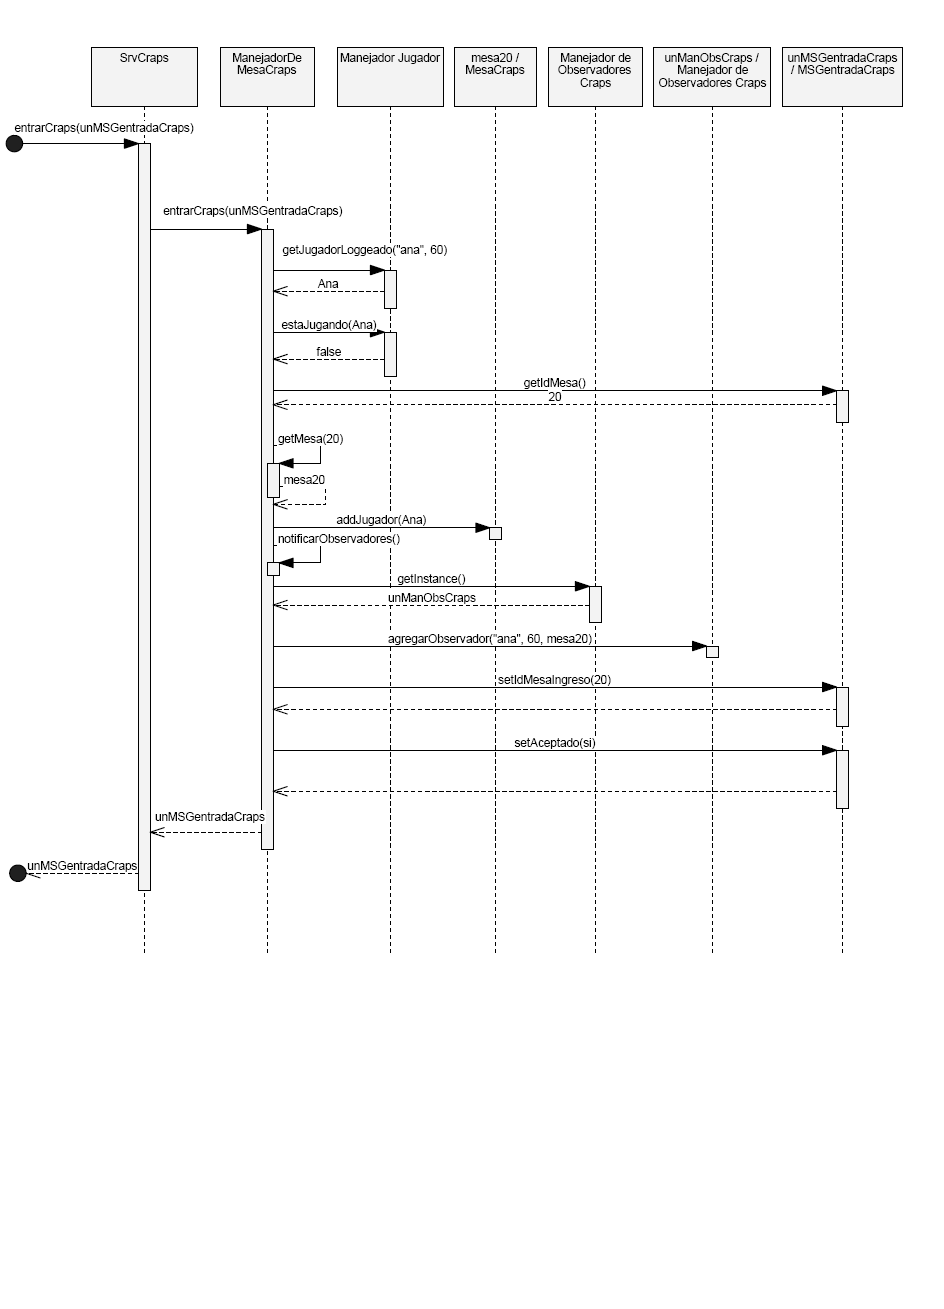 SrvCraps
ManejadorDe
MesaCraps
Manejador Jugador
mesa20 /
MesaCraps
Manejador de
Observadores
Craps
unManObsCraps /
Manejador de
Observadores Craps
unMSGentradaCraps
/ MSGentradaCraps
entrarCraps(unMSGentradaCraps)
entrarCraps(unMSGentradaCraps)
getJugadorLoggeado("ana", 60)
Ana
estaJugando(Ana)
false
getIdMesa()
20
getMesa(20)
mesa20
addJugador(Ana)
notificarObservadores()
getInstance()
unManObsCraps
agregarObservador("ana", 60, mesa20)
setIdMesaIngreso(20)
setAceptado(si)
unMSGentradaCraps
unMSGentradaCraps